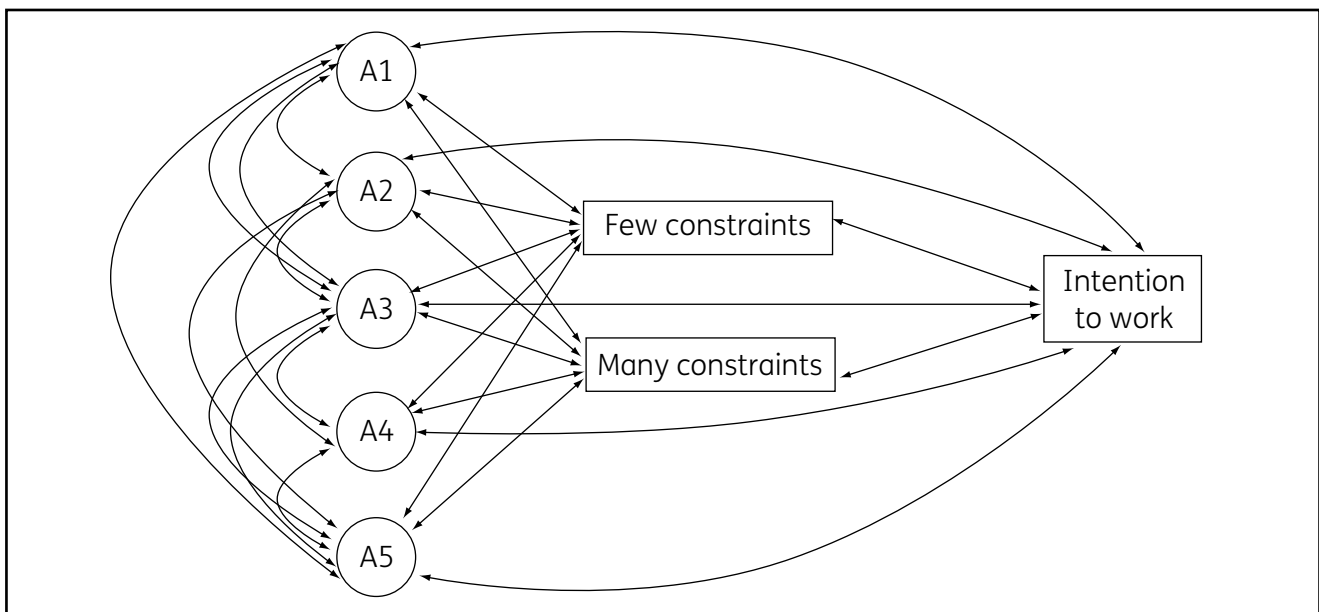 A1
A2
Few constraints
Intention
to work
A3
Many constraints
A4
A5